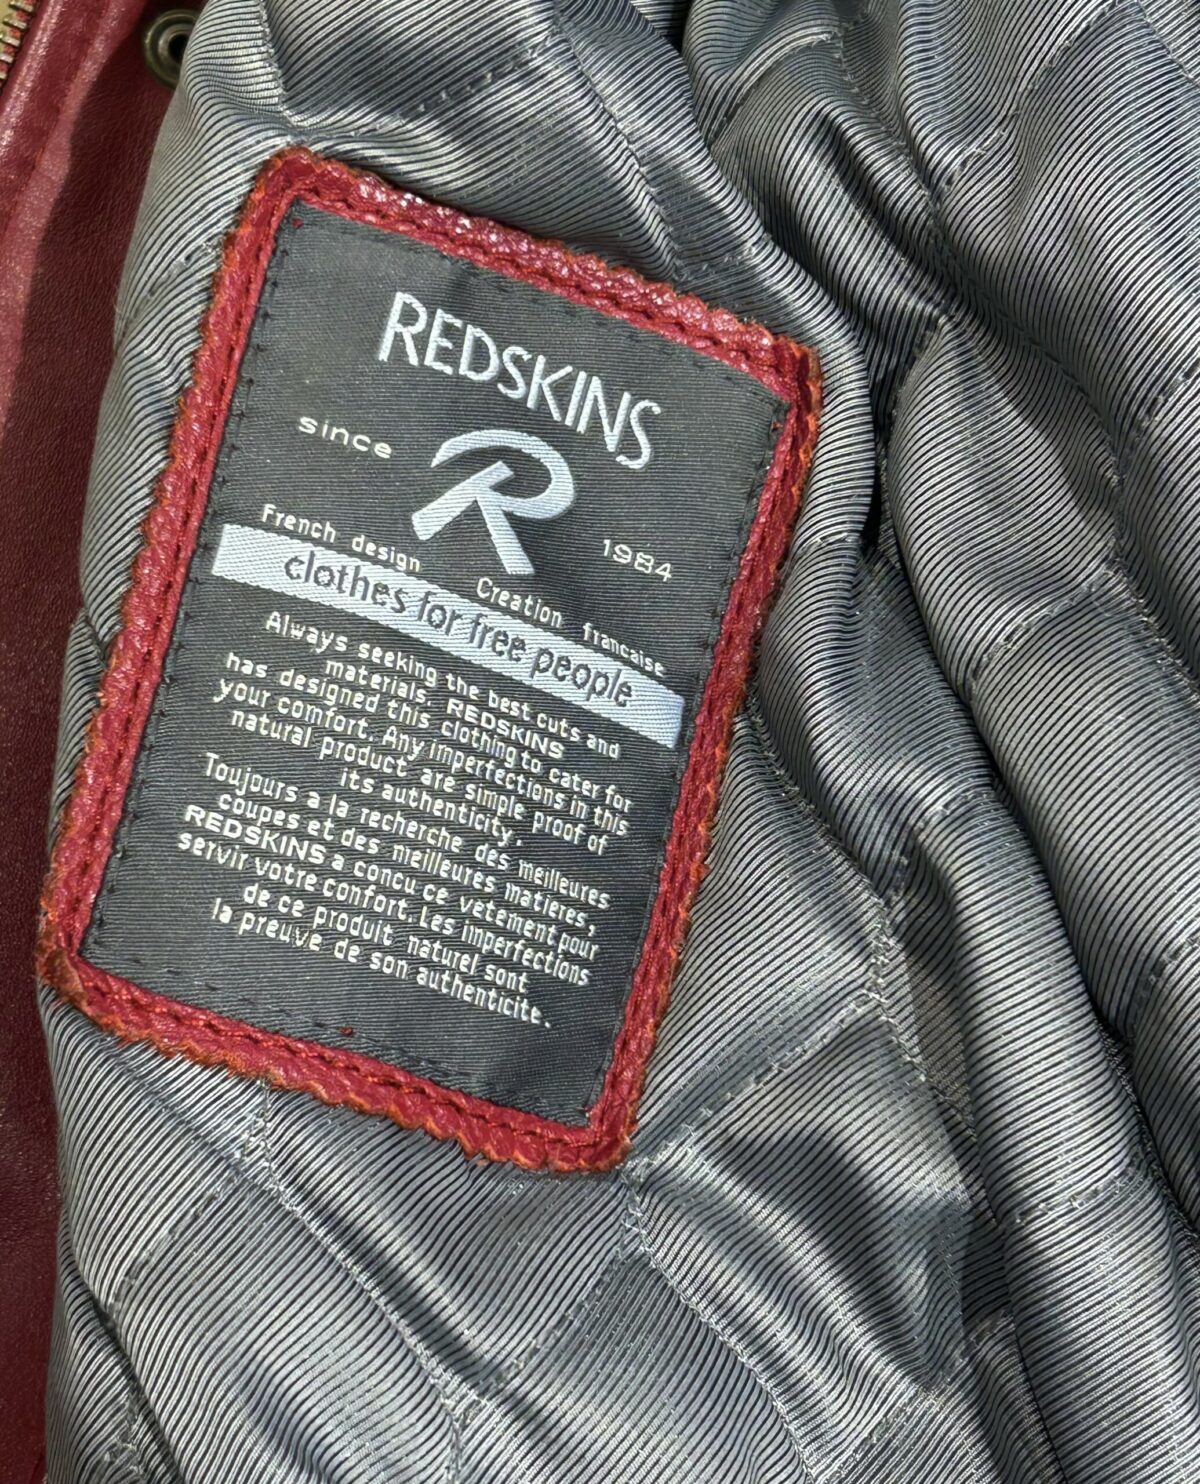 REDSKINS
since R 1984
French design Creation francaise
clothes for free people
Always seeking the best cuts and
materials, REDSKINS
has designed this clothing to cater for
your comfort. Any imperfections in this
natural product are simple proof of
its authenticity.
Toujours a la recherche des meilleures
coupes et des meilleures matieres,
REDSKINS a concu ce vetement pour
servir votre confort. Les imperfections
de ce produit naturel sont
la preuve de son authenticite.